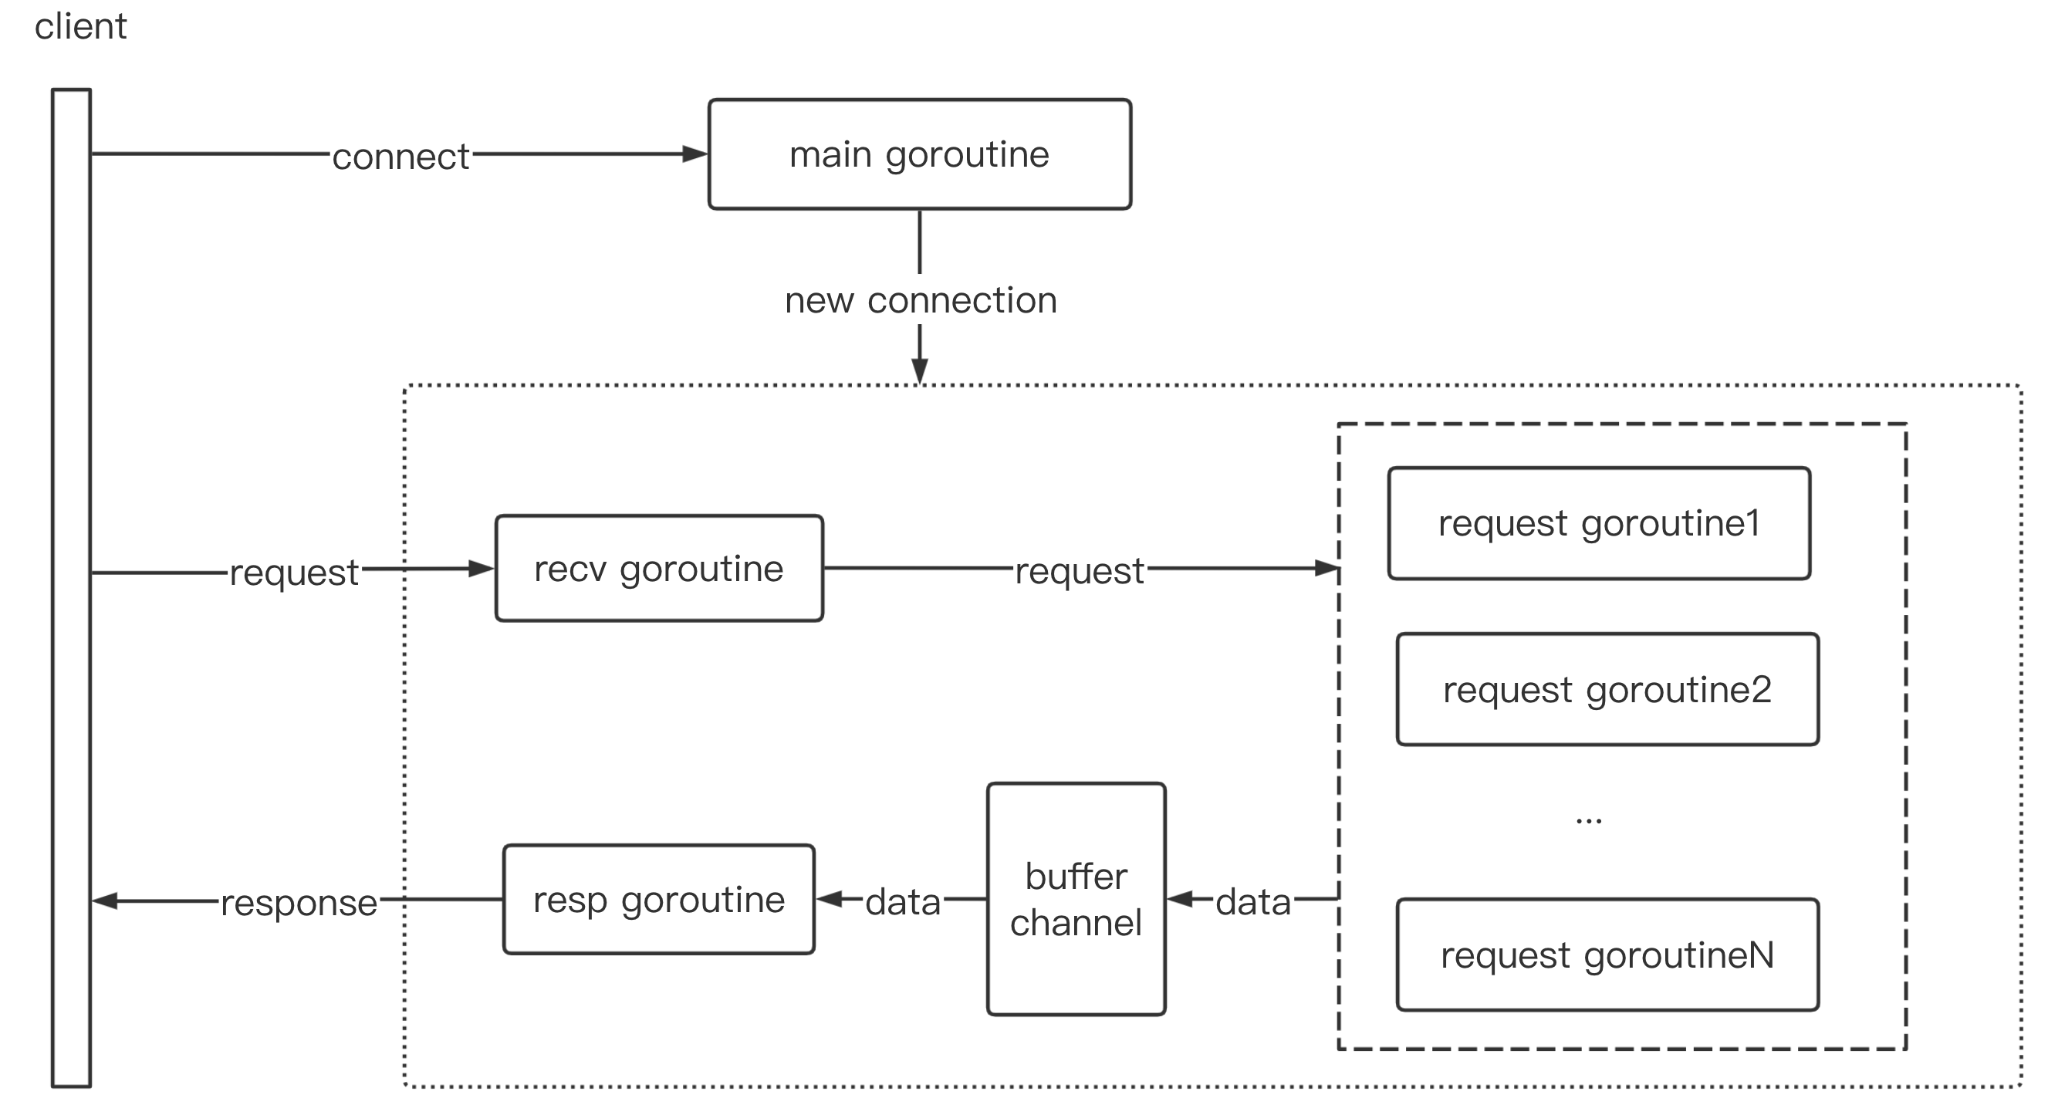 client
connect
main goroutine
new connection
request
recv goroutine
request
request goroutine1
request goroutine2
...
request goroutineN
response
resp goroutine
data
buffer
channel
data